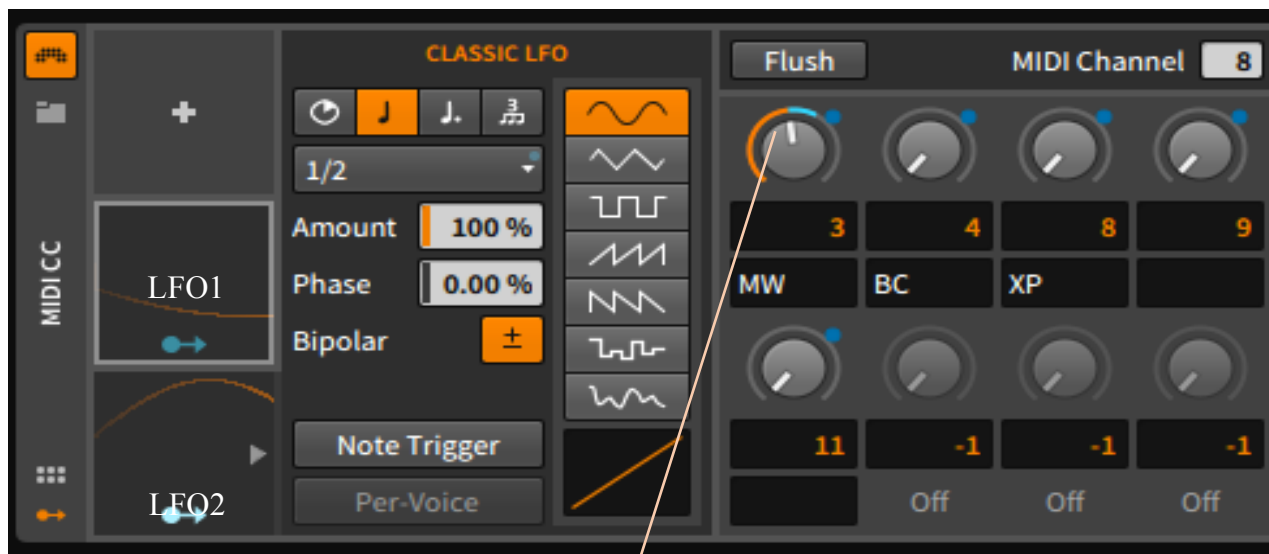 MIDI CC
LFO1
LFO2
CLASSIC LFO
3
1/2
Amount 100 %
Phase 0.00 %
Bipolar ±
Note Trigger
Per-Voice
Flush MIDI Channel 8
3 4 8 9
MW BC XP
11 -1 -1 -1
Off Off Off